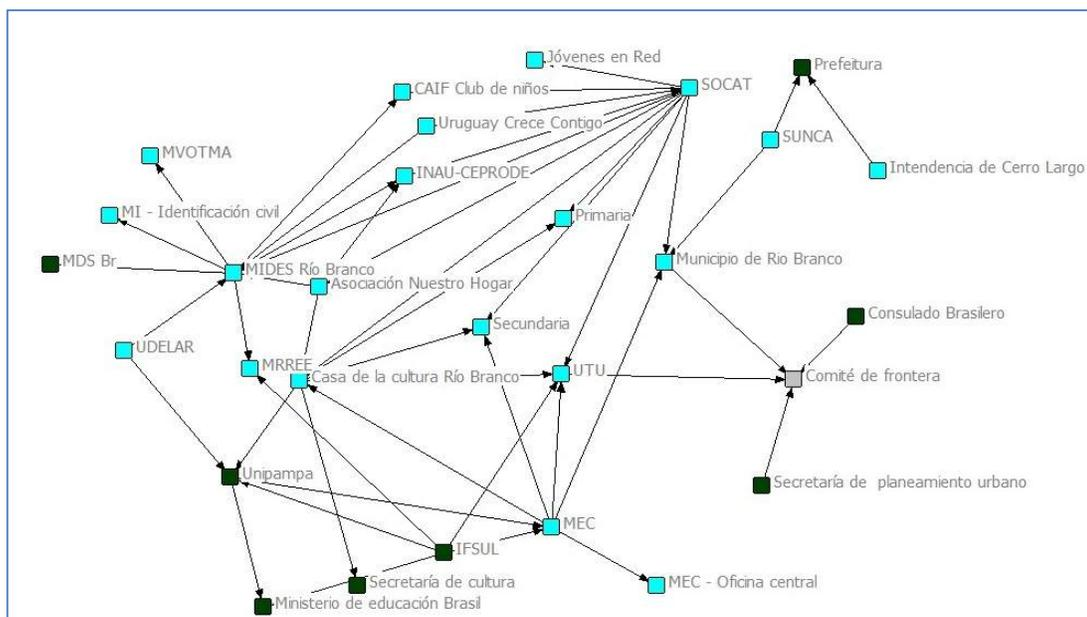 Jóvenes en Red
Prefeitura
CAIF Club de niños
SOCAT
Uruguay Crece Contigo
SUNCA
MVOTMA
INAU-CEPRODE
Intendencia de Cerro Largo
MI - Identificación civil
Primaria
MDS Br
MIDES Río Branco
Municipio de Rio Branco
Asociación Nuestro Hogar
Consulado Brasilero
Secundaria
UDELAR
MRREE
Casa de la cultura Río Branco
UTU
Comité de frontera
Unipampa
Secretaría de planeamiento urbano
MEC
IFSUL
Secretaría de cultura
MEC - Oficina central
Ministerio de educación Brasil